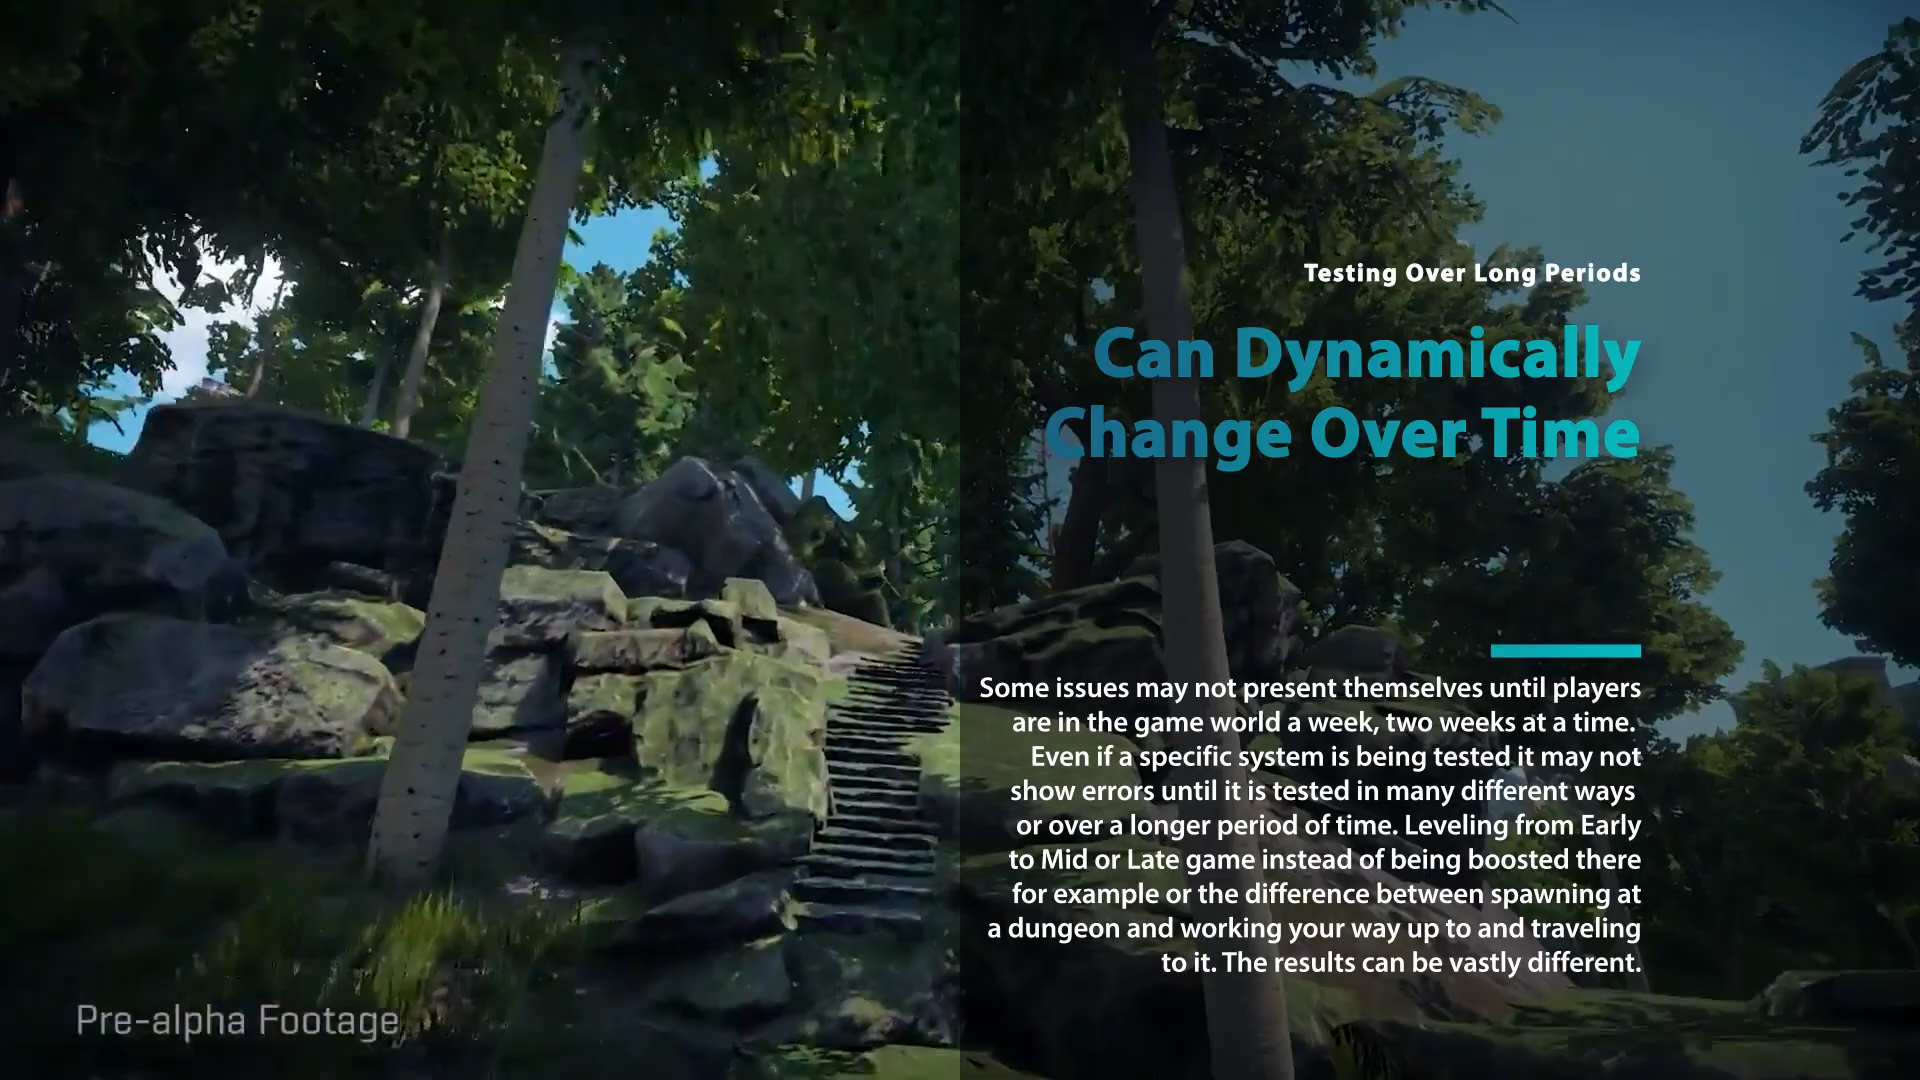 Testing Over Long Periods
Can Dynamically
Change Over Time
Some issues may not present themselves until players
are in the game world a week, two weeks at a time.
Even if a specific system is being tested it may not
show errors until it is tested in many different ways
or over a longer period of time. Leveling from Early
to Mid or Late game instead of being boosted there
for example or the difference between spawning at
a dungeon and working your way up to and traveling
to it. The results can be vastly different.
Pre-alpha Footage